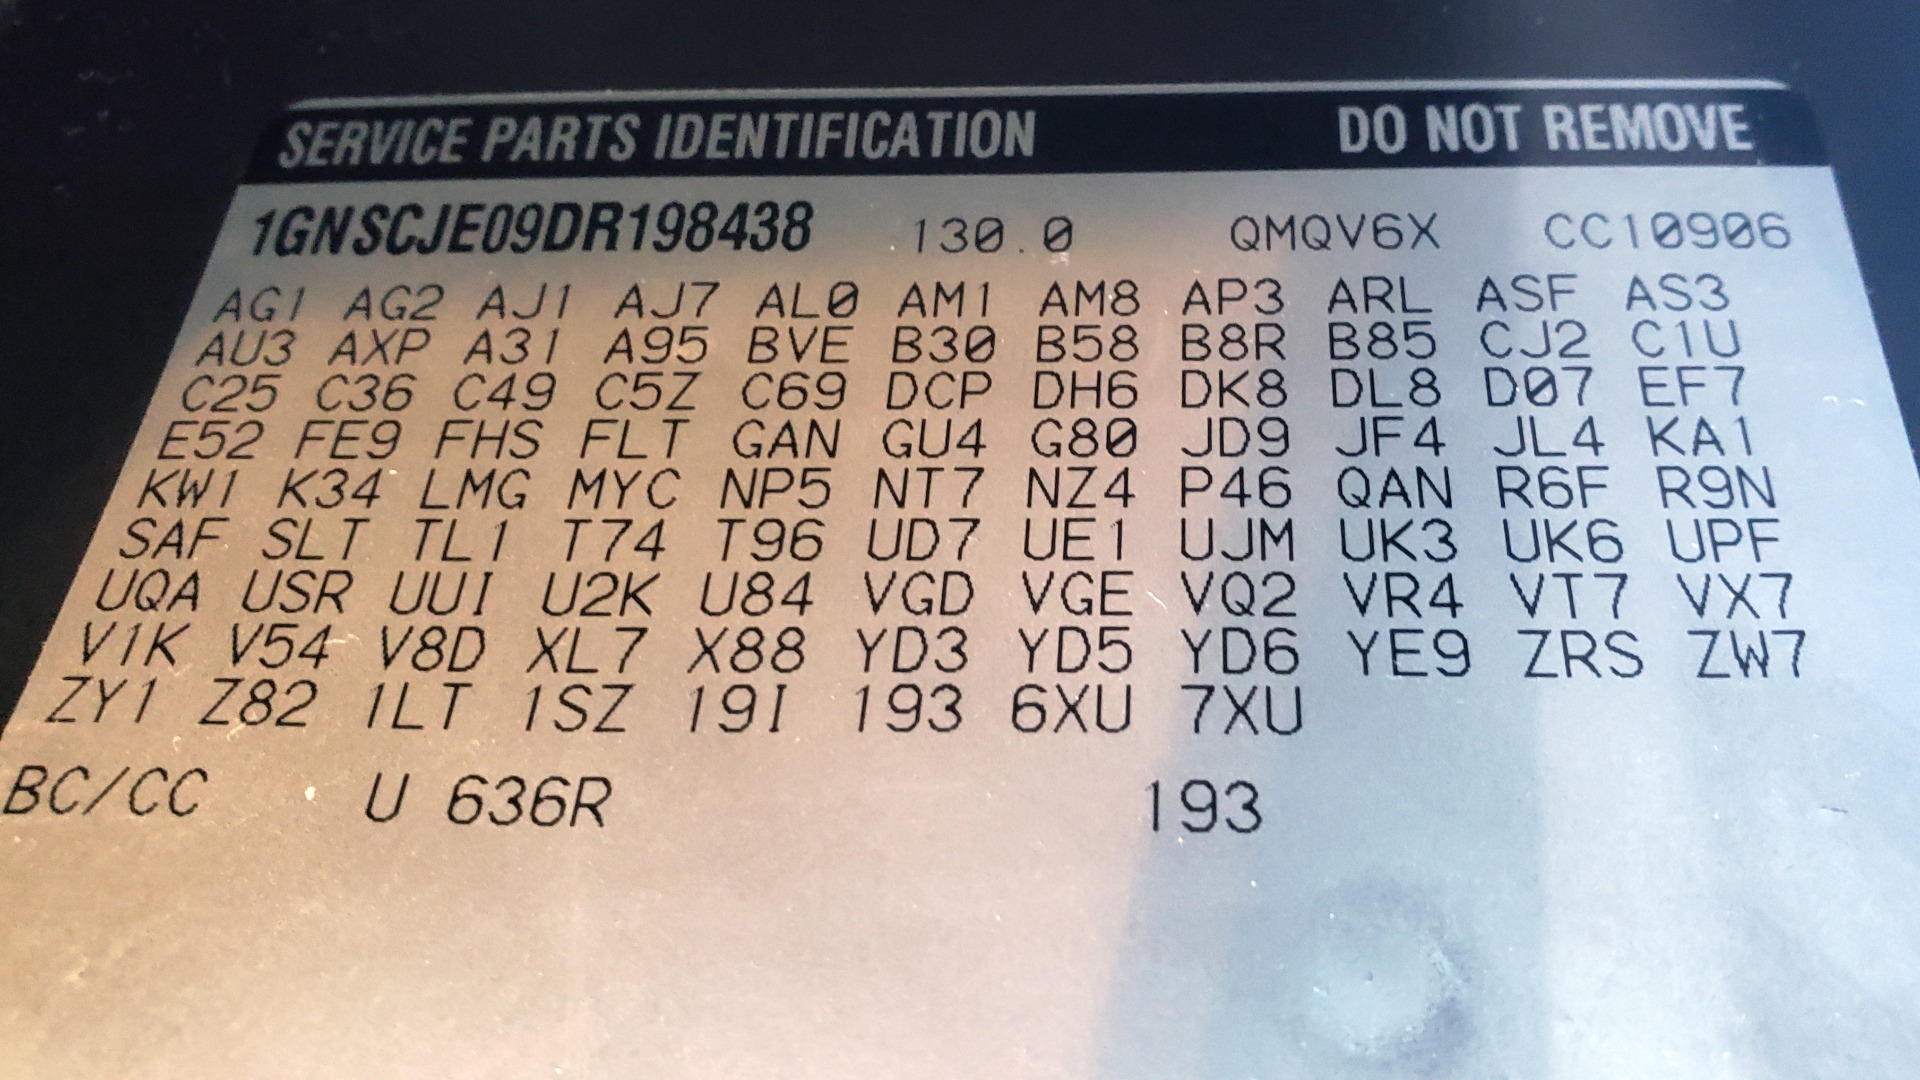 SERVICE PARTS IDENTIFICATION DO NOT REMOVE
1GNSCJE09DR198438 130.0 QMQV6X CC10906
AG1 AG2 AJ1 AJ7 AL0 AM1 AM8 AP3 ARL ASF AS3
AU3 AXP A31 A95 BVE B30 B58 B8R B85 CJ2 C1U
C25 C36 C49 C5Z C69 DCP DH6 DK8 DL8 D07 EF7
E52 FE9 FHS FLT GAN GU4 G80 JD9 JF4 JL4 KA1
KW1 K34 LMG MYC NP5 NT7 NZ4 P46 QAN R6F R9N
SAF SLT TL1 T74 T96 UD7 UE1 UJM UK3 UK6 UPF
UQA USR UUI U2K U84 VGD VGE VQ2 VR4 VT7 VX7
V1K V54 V8D XL7 X88 YD3 YD5 YD6 YE9 ZRS ZW7
ZY1 Z82 1LT 1SZ 19I 193 6XU 7XU
BC/CC U 636R 193